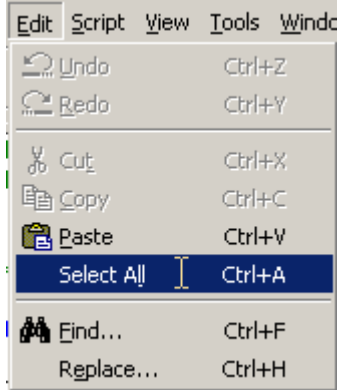 Edit Script View Tools Windo
Undo Ctrl+Z
Redo Ctrl+Y
Cut Ctrl+X
Copy Ctrl+C
Paste Ctrl+V
Select All Ctrl+A
Find... Ctrl+F
Replace... Ctrl+H